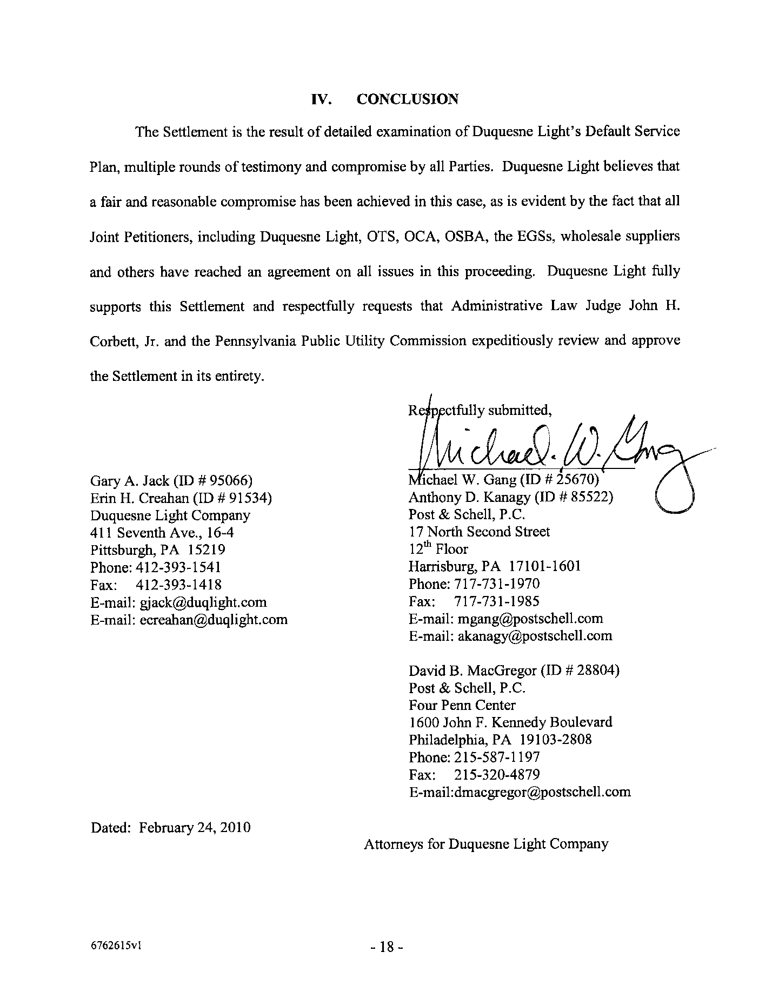 IV. CONCLUSION
The Settlement is the result of detailed examination of Duquesne Light's Default Service
Plan, multiple rounds of testimony and compromise by all Parties. Duquesne Light believes that
a fair and reasonable compromise has been achieved in this case, as is evident by the fact that all
Joint Petitioners, including Duquesne Light, OTS, OCA, OSBA, the EGSs, wholesale suppliers
and others have reached an agreement on all issues in this proceeding. Duquesne Light fully
supports this Settlement and respectfully requests that Administrative Law Judge John H.
Corbett, Jr. and the Pennsylvania Public Utility Commission expeditiously review and approve
the Settlement in its entirety.
Respectfully submitted,
Michael. W. Gang
Gary A. Jack (ID # 95066)
Erin H. Creahan (ID # 91534)
Duquesne Light Company
411 Seventh Ave., 16-4
Pittsburgh, PA 15219
Phone: 412-393-1541
Fax: 412-393-1418
E-mail: gjack@duqlight.com
E-mail: ecreahan@duqlight.com
Michael W. Gang (ID # 25670)
Anthony D. Kanagy (ID # 85522)
Post & Schell, P.C.
17 North Second Street
12th Floor
Harrisburg, PA 17101-1601
Phone: 717-731-1970
Fax: 717-731-1985
E-mail: mgang@postschell.com
E-mail: akanagy@postschell.com
David B. MacGregor (ID # 28804)
Post & Schell, P.C.
Four Penn Center
1600 John F. Kennedy Boulevard
Philadelphia, PA 19103-2808
Phone: 215-587-1197
Fax: 215-320-4879
E-mail:dmacgregor@postschell.com
Dated: February 24, 2010
Attorneys for Duquesne Light Company
6762615v1
- 18 -